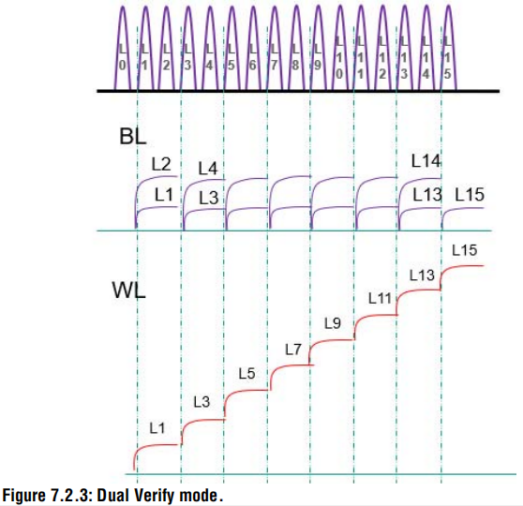 L0 L1 L2 L3 L4 L5 L6 L7 L8 L9 L10 L11 L12 L13 L14 L15
BL
L2 L4 L14
L1 L3 L13 L15
WL
L15
L13
L11
L9
L7
L5
L3
L1
Figure 7.2.3: Dual Verify mode.